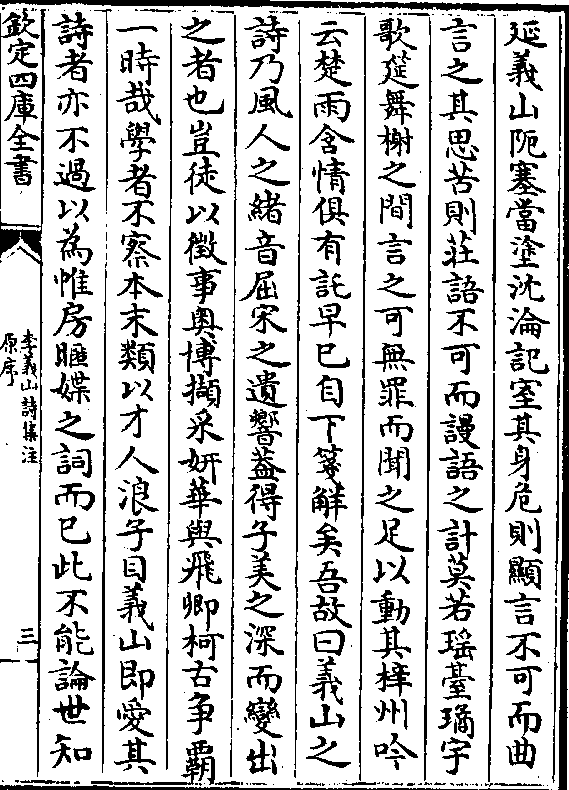 延義山阨塞當塗沈淪記室其身危則顯言不可而曲
言之其思苦則莊語不可而謾語之計莫若瑤臺璚宇
歌筵舞榭之間言之可無罪而聞之足以動其梓州吟
云楚雨含情俱有託早已自下箋解矣吾故曰義山之
詩乃風人之緒音屈宋之遺響葢得子美之深而變出
之者也豈徒以徵事奧博擷采妍華與飛卿柯古争霸
一時哉學者不察本末類以才人浪子目義山即愛其
詩者亦不過以為帷房暱媟之詞而已此不能論世知
欽定四庫全書
李義山詩集注
原序
三